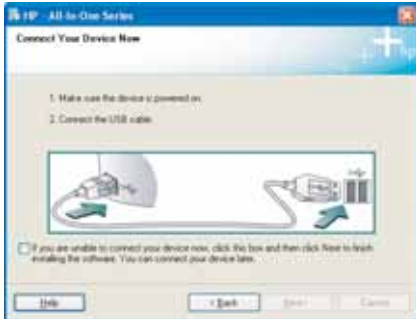 HP - All-in-One Series
Connect Your Device Now
1. Make sure the device is powered on.
2. Connect the USB cable.
If you are unable to connect your device now, click this box and then click Next to finish
installing the software. You can connect your device later.
Help
< Back
Next >
Cancel